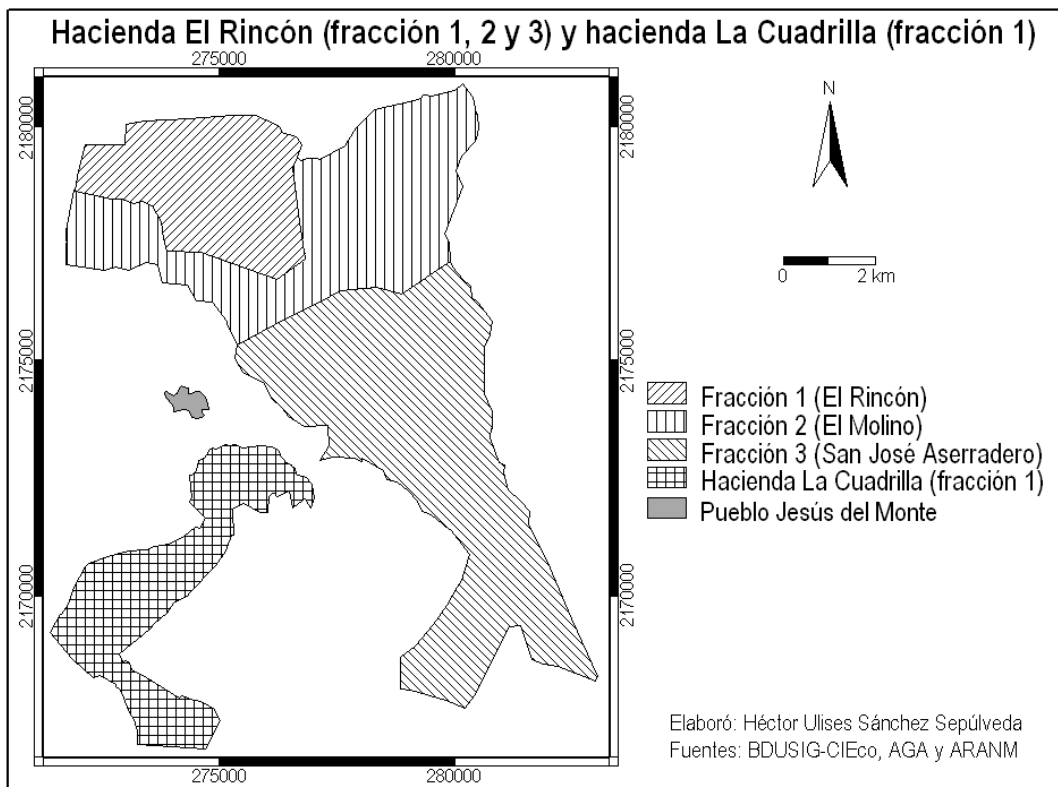 Hacienda El Rincón (fracción 1, 2 y 3) y hacienda La Cuadrilla (fracción 1)
275000 280000
N
2180000 2180000
0 2 km
2175000 2175000
Fracción 1 (El Rincón)
Fracción 2 (El Molino)
Fracción 3 (San José Aserradero)
Hacienda La Cuadrilla (fracción 1)
Pueblo Jesús del Monte
2170000 2170000
Elaboró: Héctor Ulises Sánchez Sepúlveda
Fuentes: BDUSIG-CIEco, AGA y ARANM
275000 280000